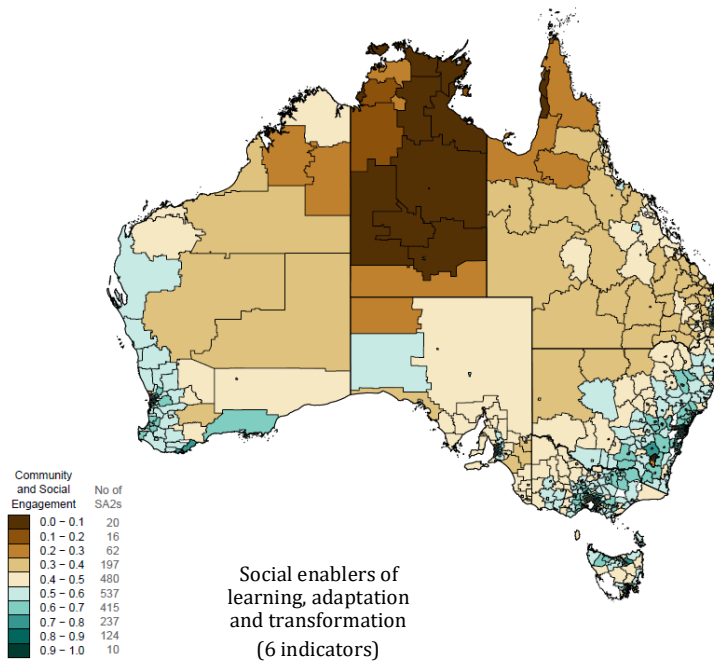 Community
and Social
Engagement
No of
SA2s
0.0 – 0.1 20
0.1 – 0.2 16
0.2 – 0.3 62
0.3 – 0.4 197
0.4 – 0.5 480
0.5 – 0.6 537
0.6 – 0.7 415
0.7 – 0.8 237
0.8 – 0.9 124
0.9 – 1.0 10
Social enablers of
learning, adaptation
and transformation
(6 indicators)